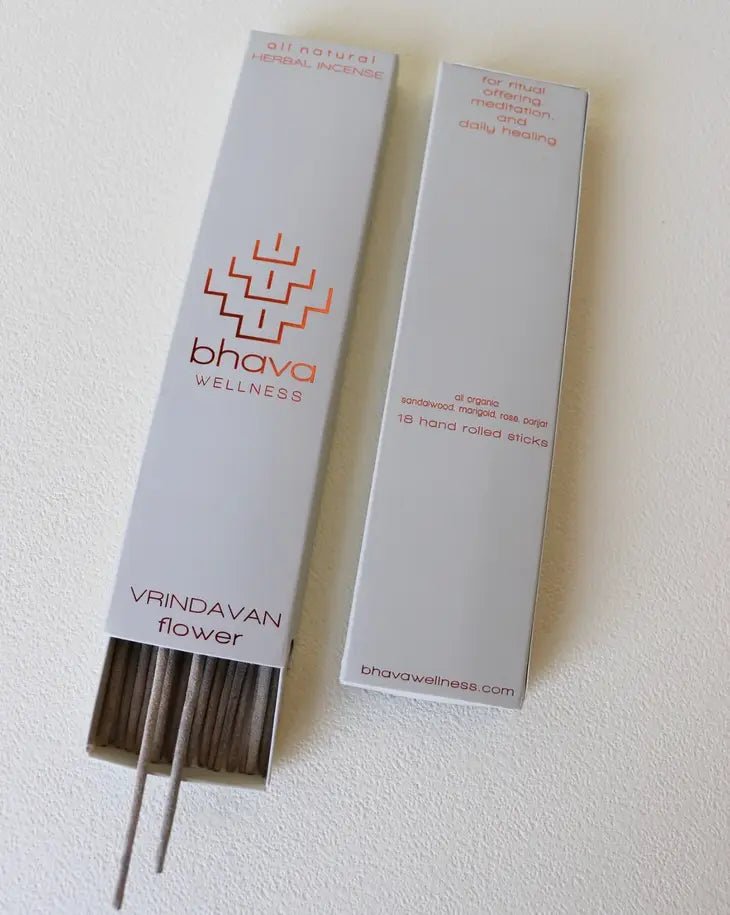 all natural
HERBAL INCENSE
bhava
WELLNESS
VRINDAVAN
flower
for ritual
offering,
meditation,
and
daily healing
all organic
sandalwood, marigold, rose, parijat
18 hand rolled sticks
bhavawellness.com